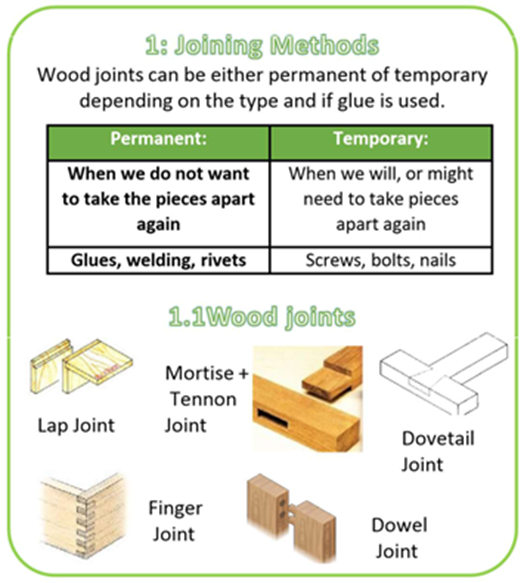 1: Joining Methods
Wood joints can be either permanent of temporary
depending on the type and if glue is used.
Permanent:
Temporary:
When we do not want
to take the pieces apart
again
When we will, or might
need to take pieces
apart again
Glues, welding, rivets
Screws, bolts, nails
1.1Wood joints
Lap Joint
Mortise +
Tennon
Joint
Dovetail
Joint
Finger
Joint
Dowel
Joint